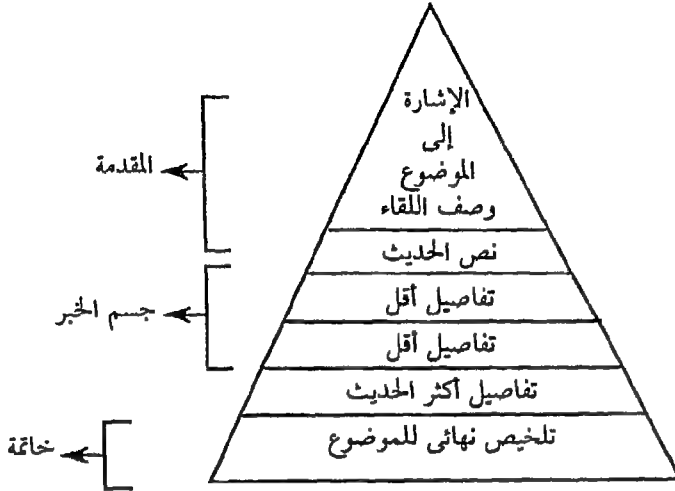 الإشارة
إلى
الموضوع
وصف اللقاء
المقدمة
نص الحديث
تفاصيل أقل
جسم الخبر
تفاصيل أقل
تفاصيل أكثر الحديث
تلخيص نهائى للموضوع
خاتمة